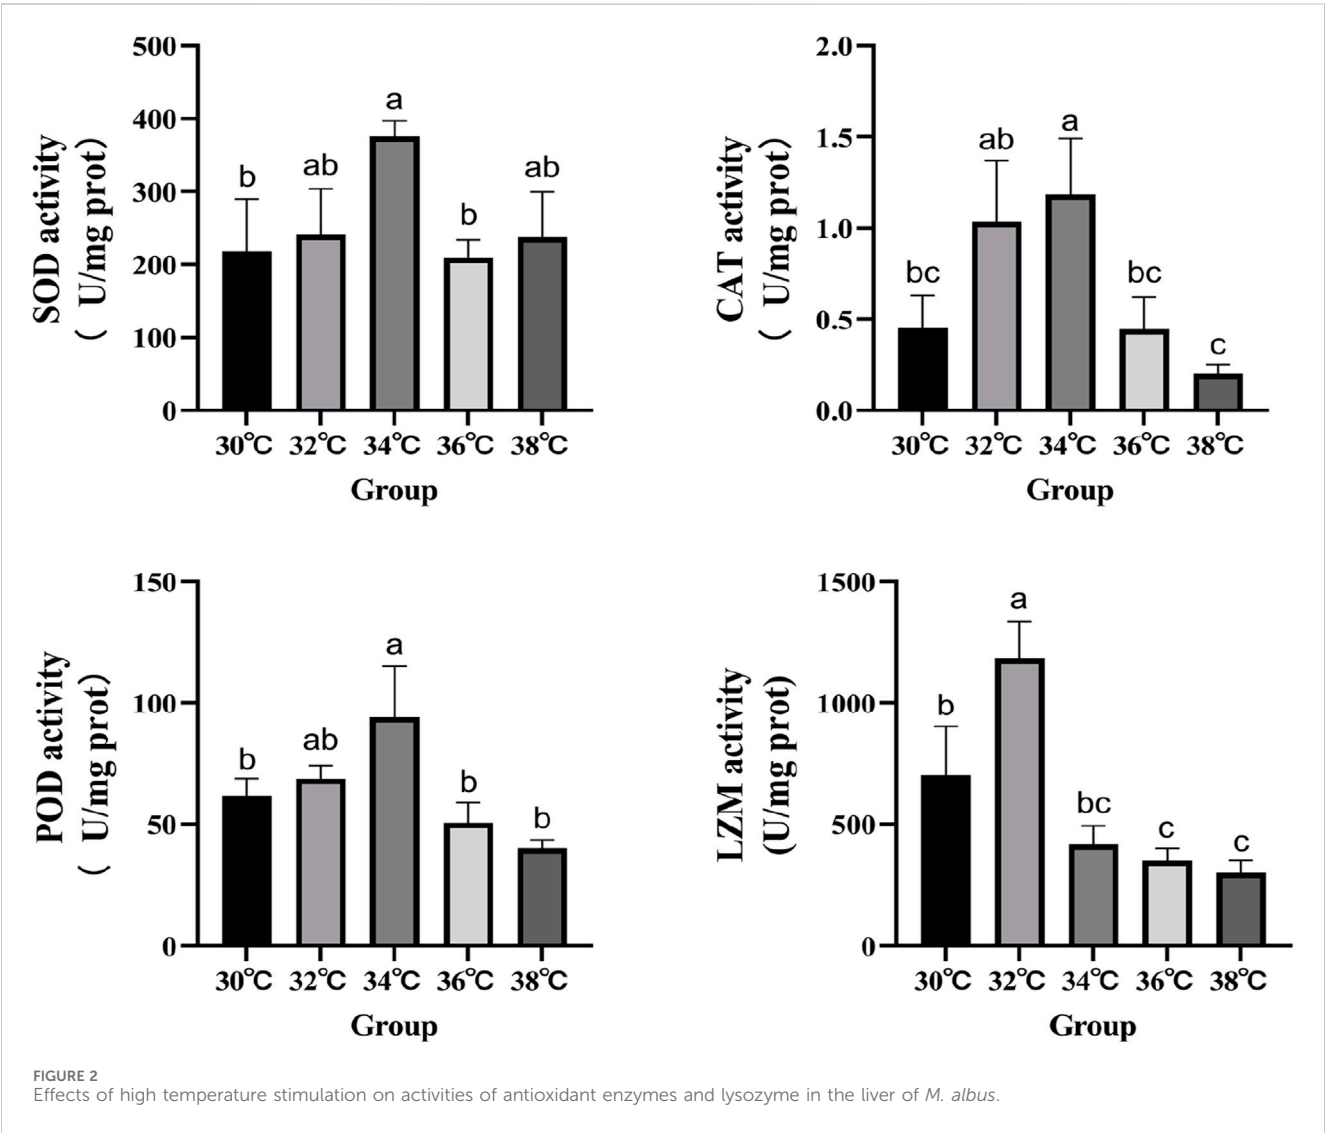 SOD activity
( U/mg prot)
500
400
300
200
100
0
b
ab
a
b
ab
30℃ 32℃ 34℃ 36℃ 38℃
Group
CAT activity
( U/mg prot)
2.0
1.5
1.0
0.5
0.0
bc
ab
a
bc
c
30℃ 32℃ 34℃ 36℃ 38℃
Group
POD activity
( U/mg prot)
150
100
50
0
b
ab
a
b
b
30℃ 32℃ 34℃ 36℃ 38℃
Group
LZM activity
(U/mg prot)
1500
1000
500
0
b
a
bc
c
c
30℃ 32℃ 34℃ 36℃ 38℃
Group
FIGURE 2
Effects of high temperature stimulation on activities of antioxidant enzymes and lysozyme in the liver of M. albus.